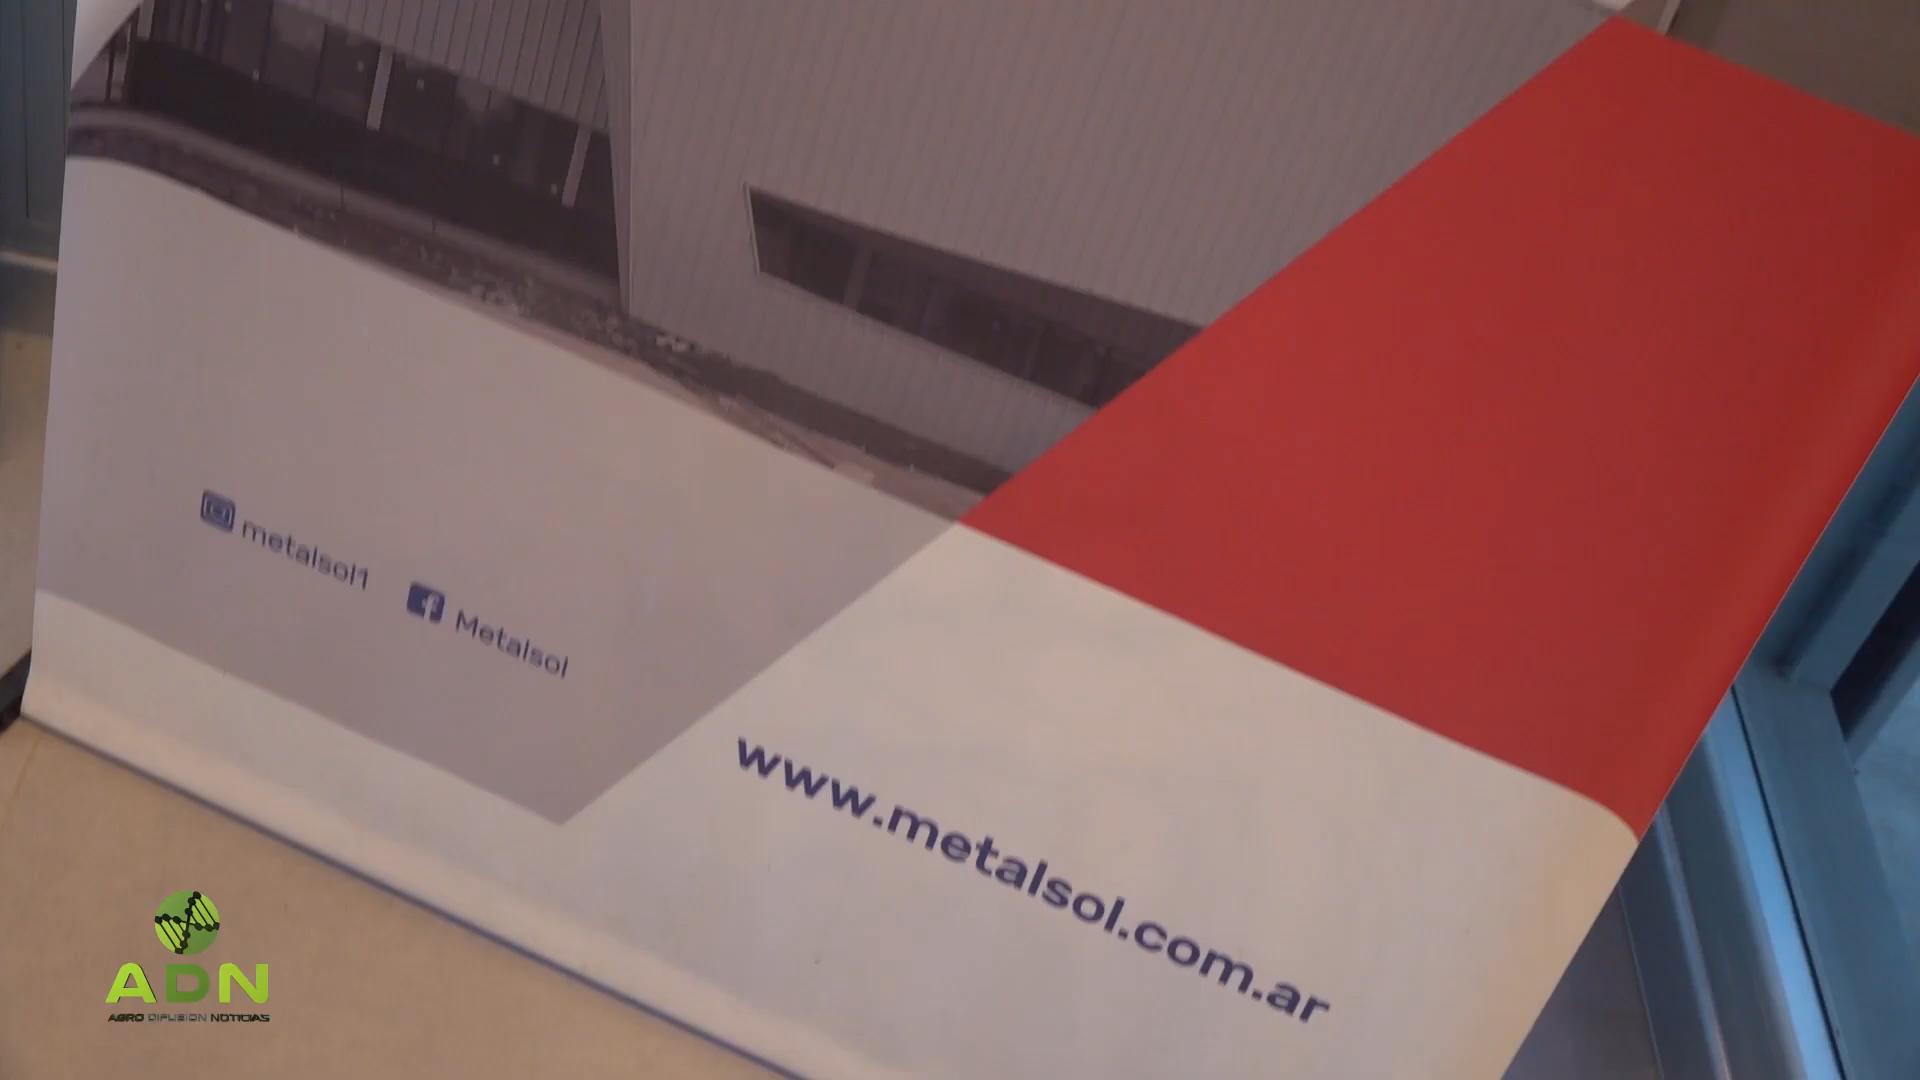 metalsol1
Metalsol
www.metalsol.com.ar
ADN
AGRO DIFUSION NOTICIAS